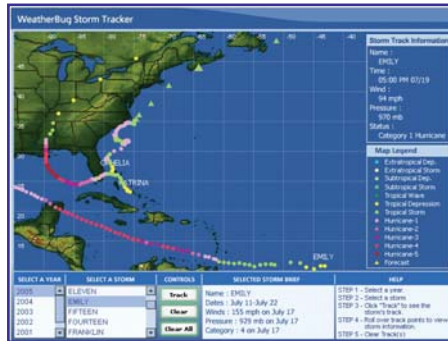 WeatherBug Storm Tracker
Storm Track Information
Name :
EMILY
Time :
05:00 PM 07/19
Wind :
94 mph
Pressure :
970 mb
Status :
Category 1 Hurricane
Map Legend
Extratropical Dep.
Extratropical Storm
Subtropical Dep.
Subtropical Storm
Tropical Wave
Tropical Depression
Tropical Storm
Hurricane-1
Hurricane-2
Hurricane-3
Hurricane-4
Hurricane-5
Forecast
OPHELIA
KATRINA
EMILY
SELECT A YEAR
SELECT A STORM
CONTROLS
SELECTED STORM BRIEF
HELP
2005
2004
2003
2002
2001
ELEVEN
EMILY
FIFTEEN
FOURTEEN
FRANKLIN
Track
Clear
Clear All
Name : EMILY
Dates : July 11-July 22
Winds : 155 mph on July 17
Pressure : 929 mb on July 17
Category : 4 on July 17
STEP 1 - Select a year.
STEP 2 - Select a storm
STEP 3 - Click "Track" to see the
storm's track.
STEP 4 - Roll over track points to view
storm information.
STEP 5 - Clear Track(s)